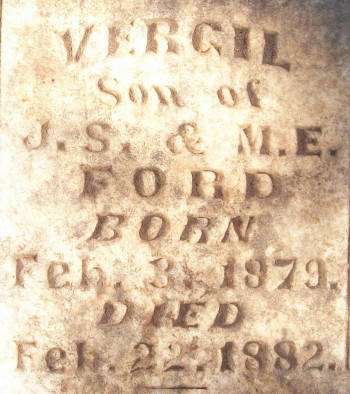 VERGIL
Son of
J. S. & M. E.
FORD
BORN
Feb. 3, 1879.
DIED
Feb. 22, 1882.